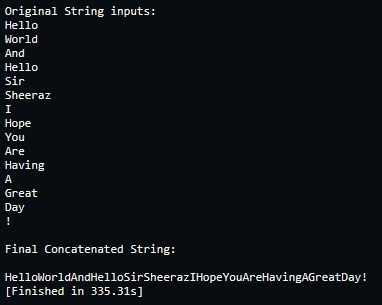 Original String inputs:
Hello
World
And
Hello
Sir
Sheeraz
I
Hope
You
Are
Having
A
Great
Day
!
Final Concatenated String:
HelloWorldAndHelloSirSheerazIHopeYouAreHavingAGreatDay!
[Finished in 335.31s]